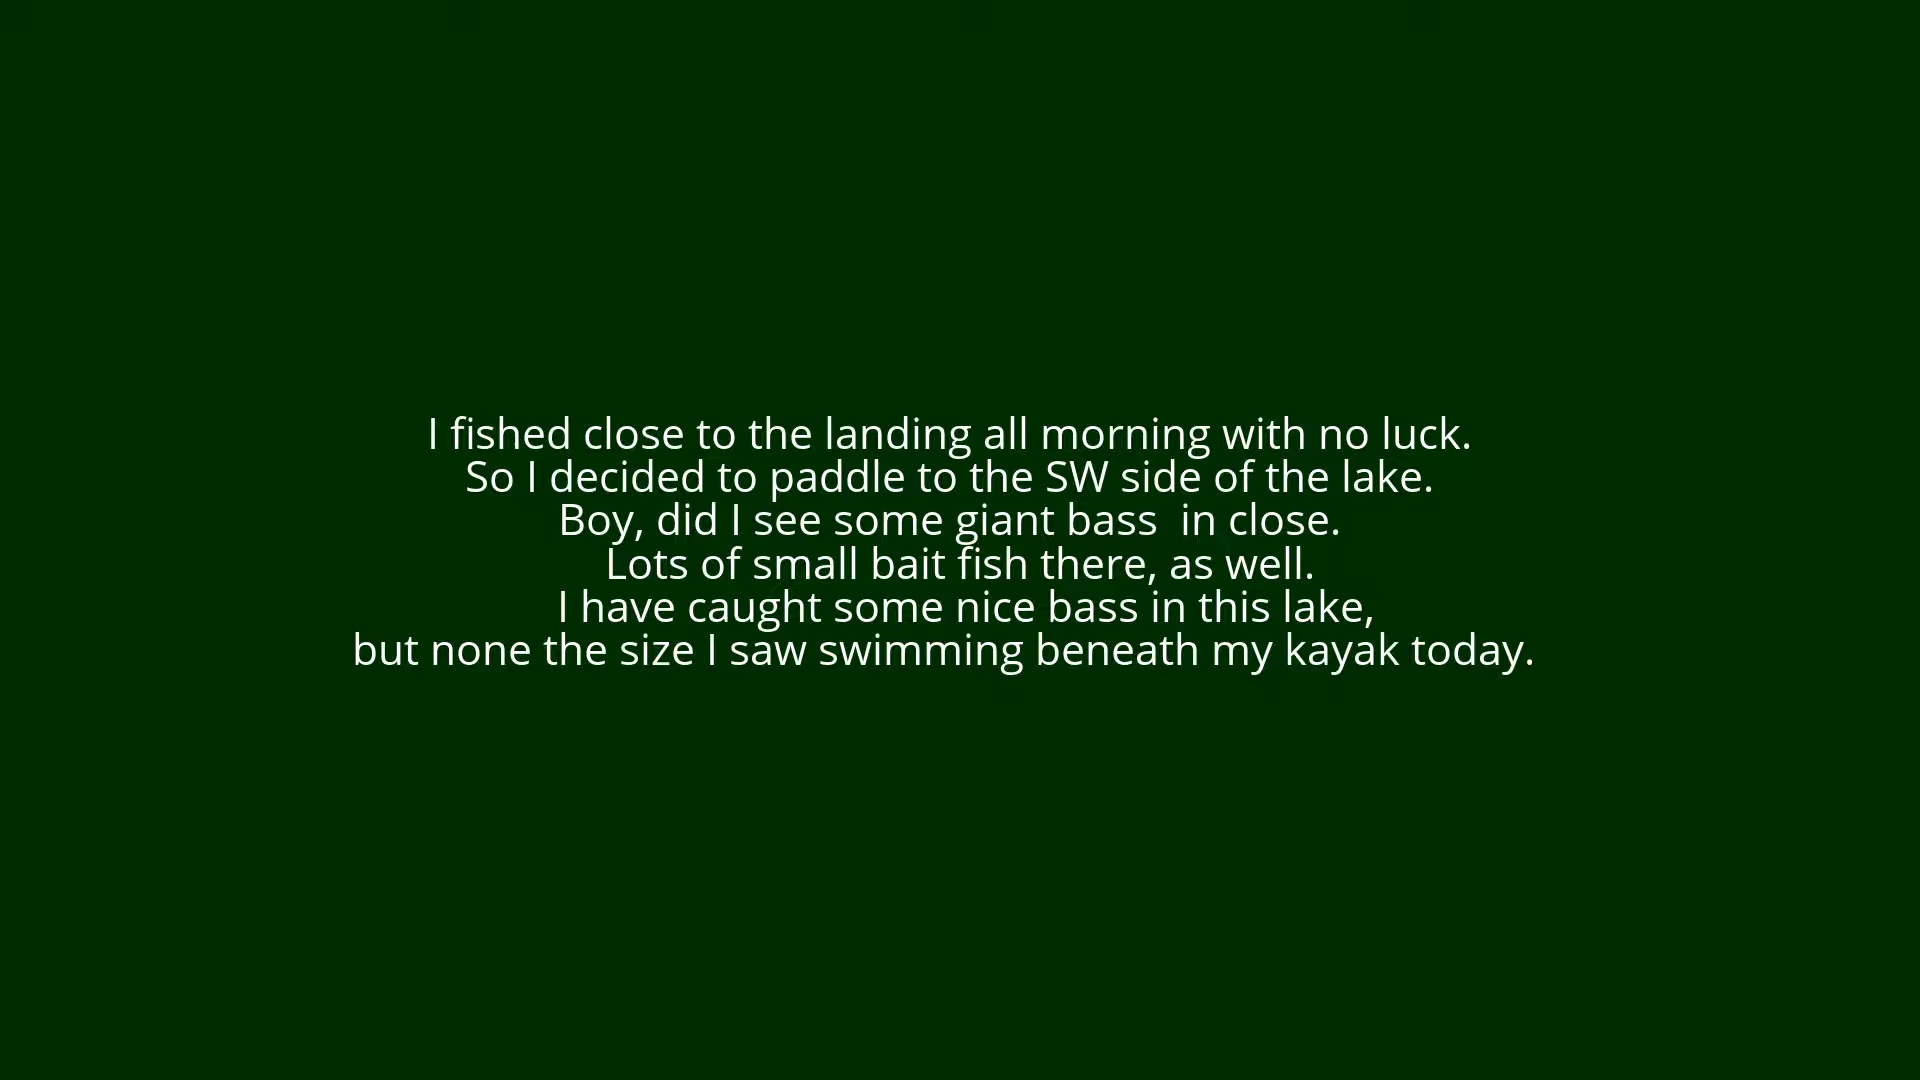 I fished close to the landing all morning with no luck.
So I decided to paddle to the SW side of the lake.
Boy, did I see some giant bass  in close.
Lots of small bait fish there, as well.
I have caught some nice bass in this lake,
but none the size I saw swimming beneath my kayak today.